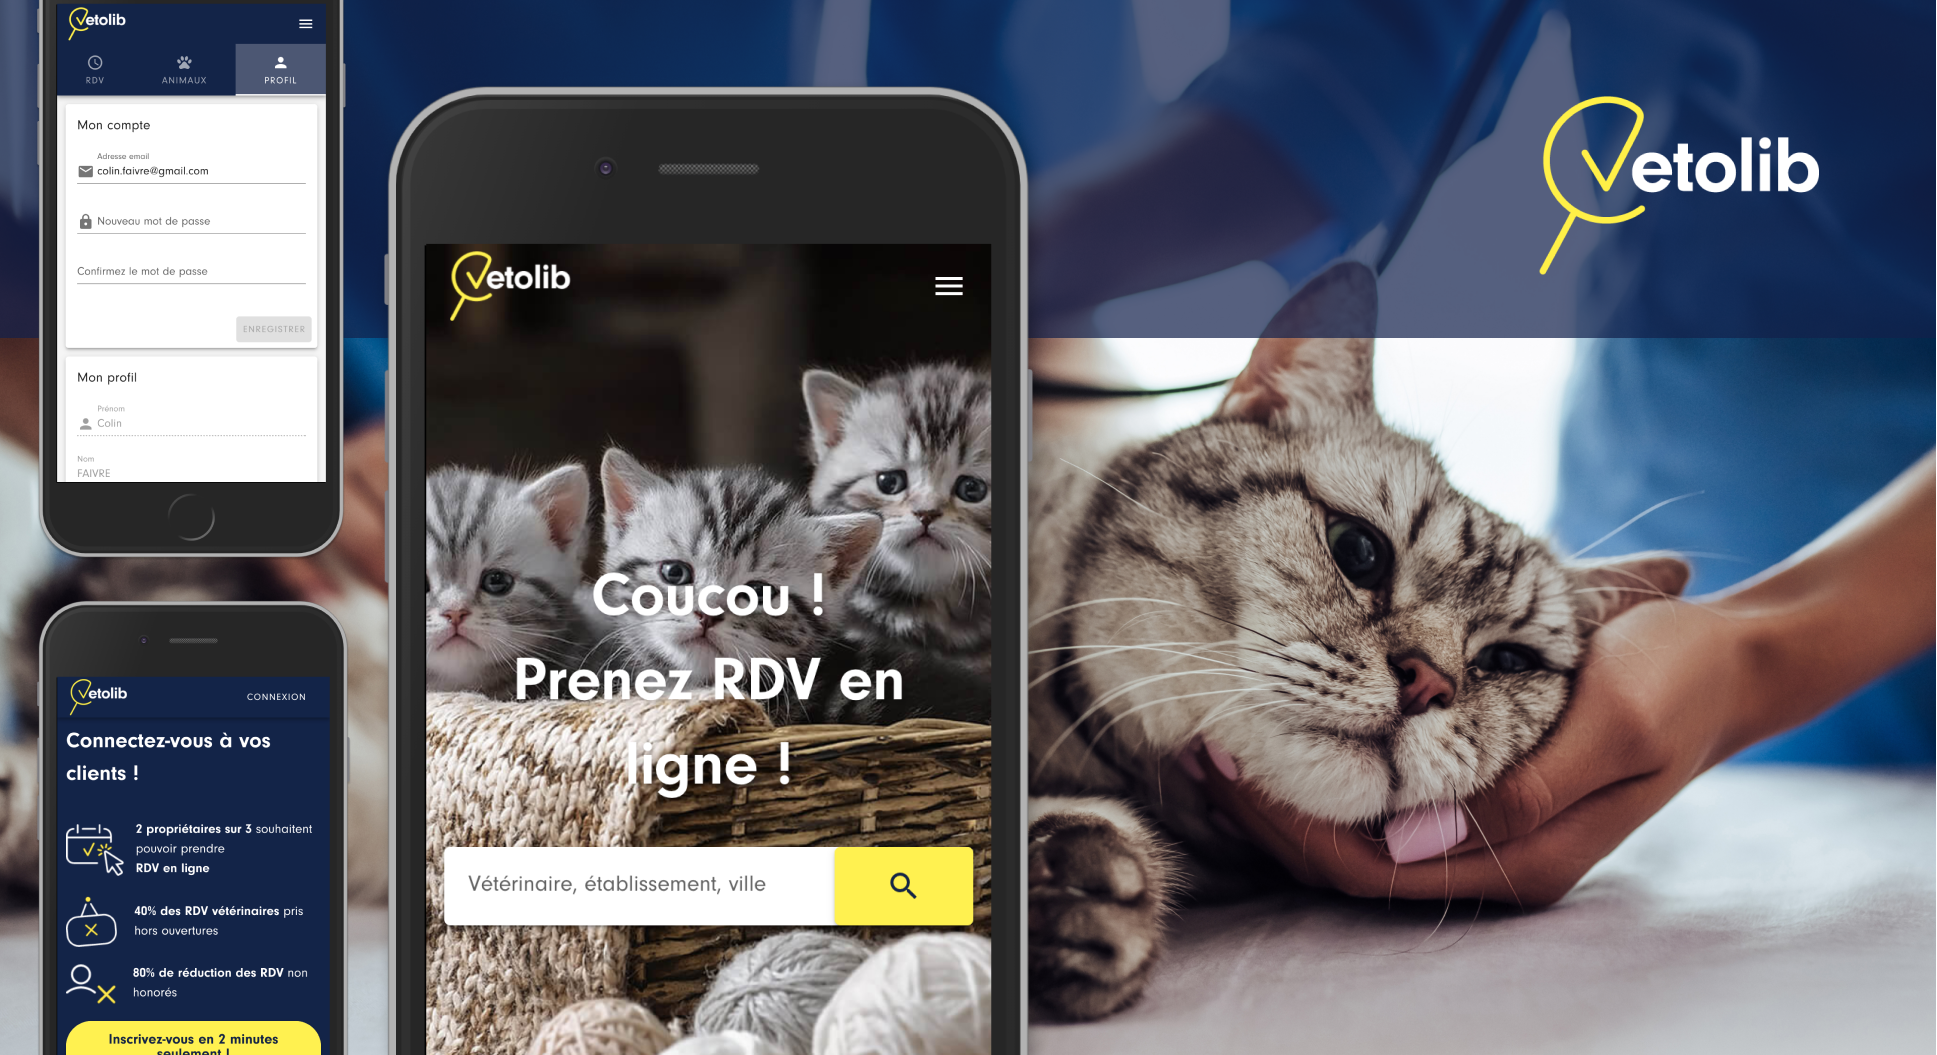 Vetolib
RDV
ANIMAUX
PROFIL
Mon compte
Adresse email
colin.faivre@gmail.com
Nouveau mot de passe
Confirmez le mot de passe
ENREGISTRER
Mon profil
Prénom
Colin
Nom
FAIVRE
Vetolib
CONNEXION
Connectez-vous à vos
clients !
2 propriétaires sur 3 souhaitent
pouvoir prendre
RDV en ligne
40% des RDV vétérinaires pris
hors ouvertures
80% de réduction des RDV non
honorés
Inscrivez-vous en 2 minutes
seulement !
Vetolib
Coucou !
Prenez RDV en
ligne !
Vétérinaire, établissement, ville
Vetolib